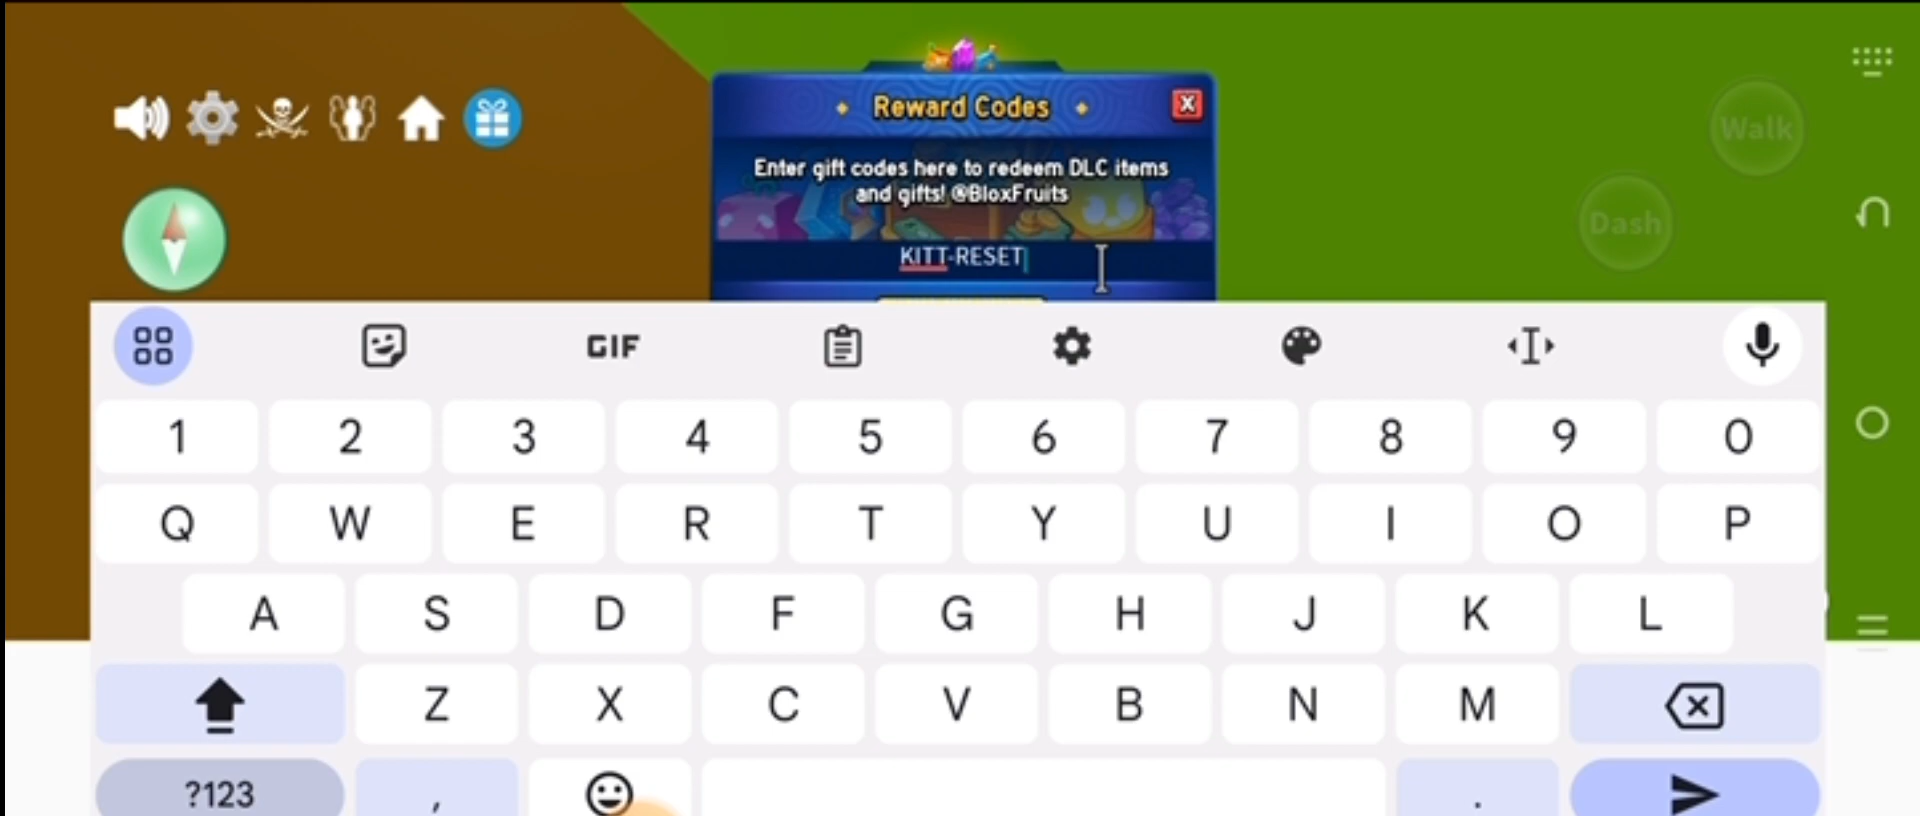 Reward Codes
X
Enter gift codes here to redeem DLC items
and gifts! @BloxFruits
KITT-RESET
Walk
Dash
GIF
1 2 3 4 5 6 7 8 9 0
Q W E R T Y U I O P
A S D F G H J K L
Z X C V B N M
?123 , .